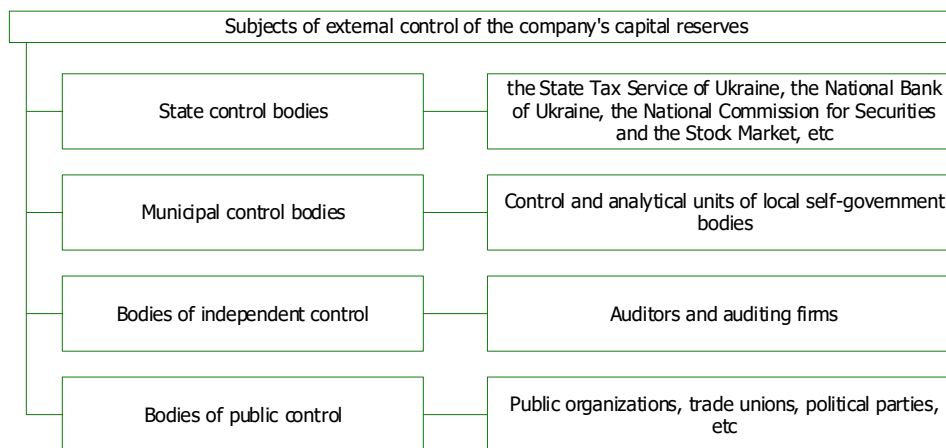 Subjects of external control of the company's capital reserves
State control bodies
the State Tax Service of Ukraine, the National Bank
of Ukraine, the National Commission for Securities
and the Stock Market, etc
Municipal control bodies
Control and analytical units of local self-government
bodies
Bodies of independent control
Auditors and auditing firms
Bodies of public control
Public organizations, trade unions, political parties,
etc